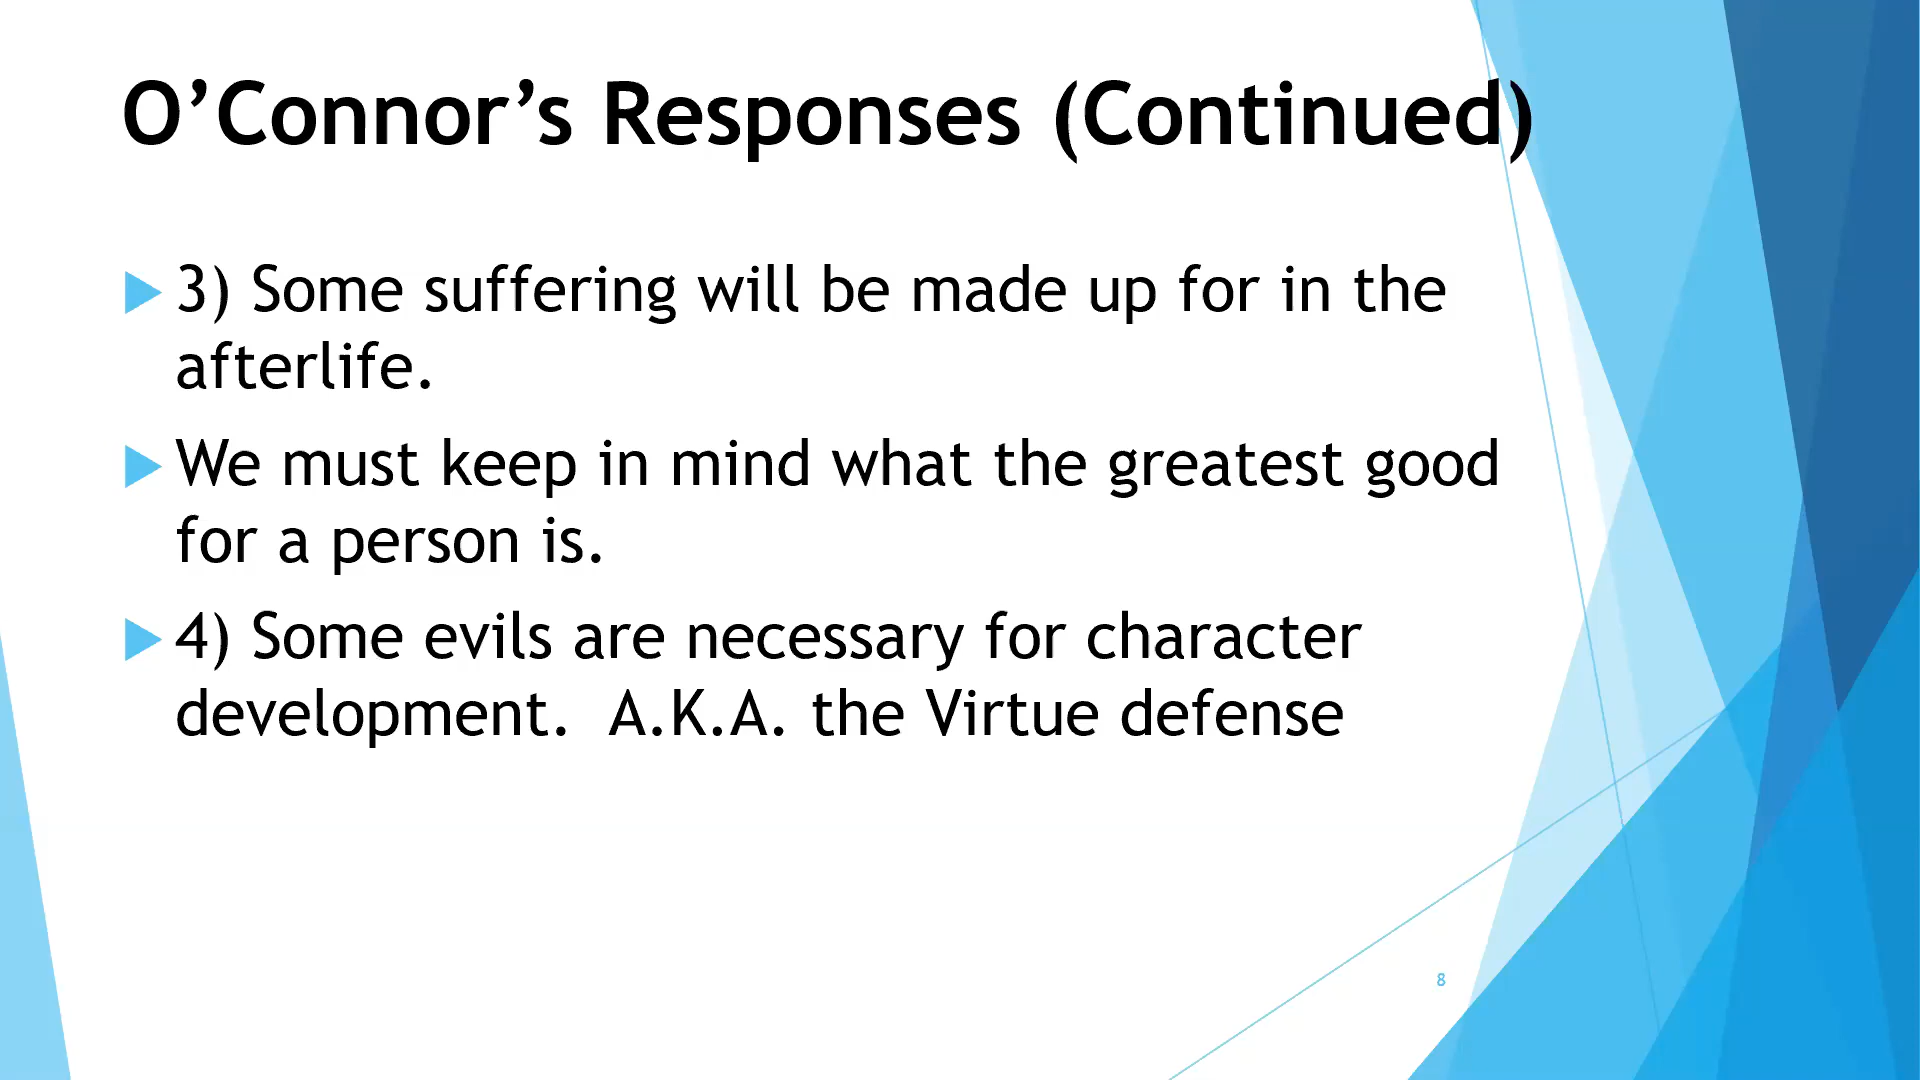 O’Connor’s Responses (Continued)
3) Some suffering will be made up for in the
afterlife.
We must keep in mind what the greatest good
for a person is.
4) Some evils are necessary for character
development.  A.K.A. the Virtue defense
8